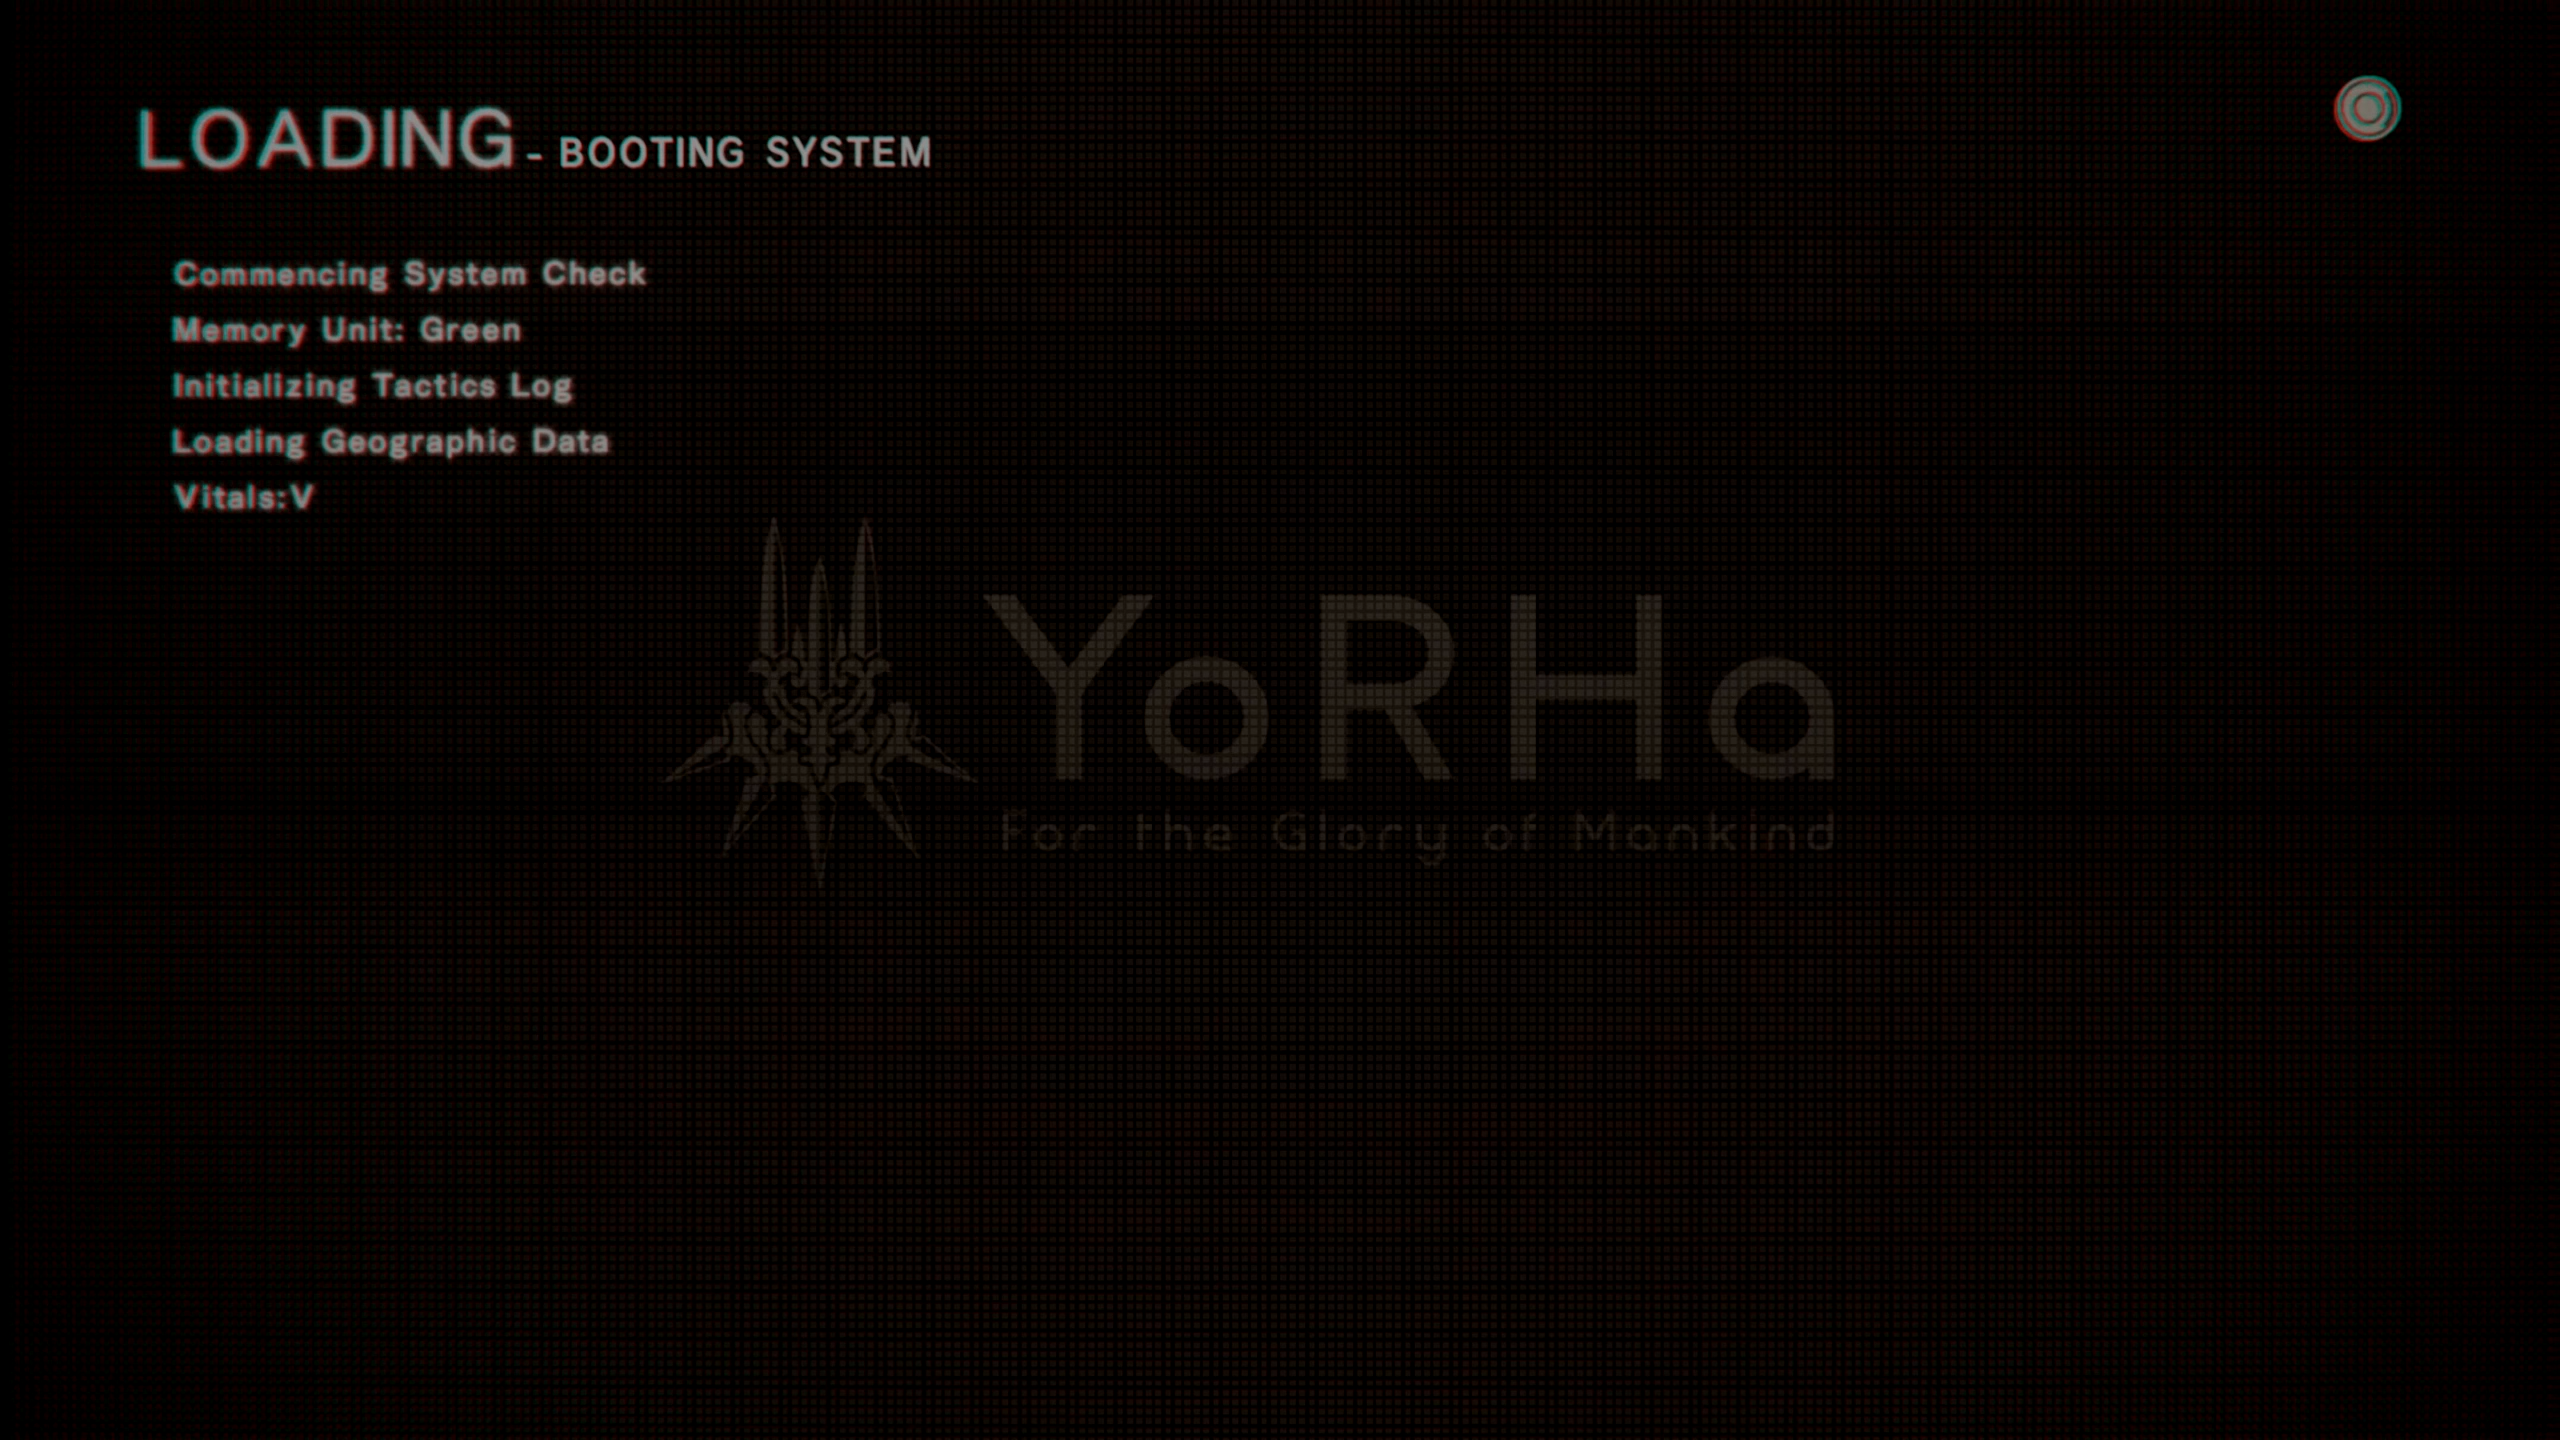 LOADING - BOOTING SYSTEM
Commencing System Check
Memory Unit: Green
Initializing Tactics Log
Loading Geographic Data
Vitals:V
YoRHa
For the Glory of Mankind